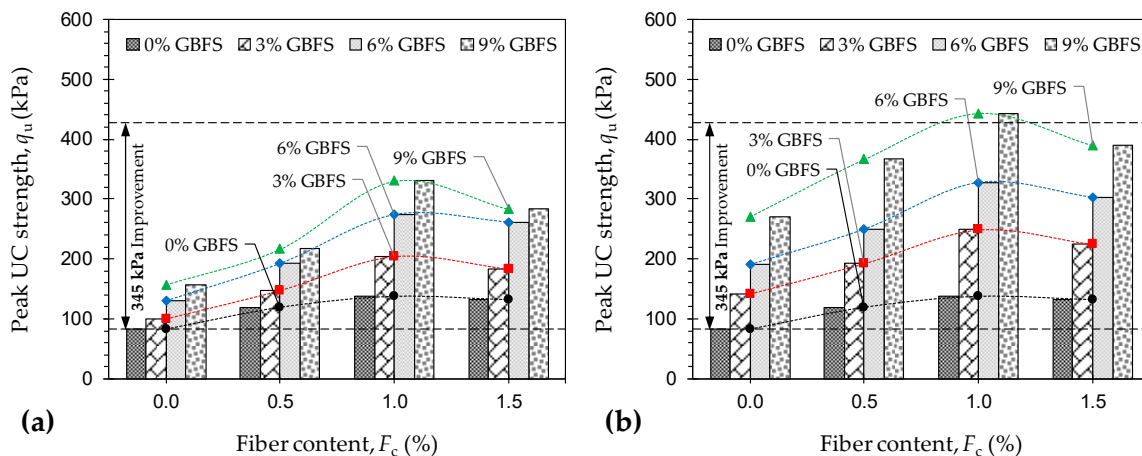 600
500
400
300
200
100
0
Peak UC strength, qu (kPa)
0% GBFS 3% GBFS 6% GBFS 9% GBFS
345 kPa Improvement
6% GBFS
9% GBFS
3% GBFS
0% GBFS
0.0 0.5 1.0 1.5
(a)
Fiber content, Fc (%)
600
500
400
300
200
100
0
Peak UC strength, qu (kPa)
0% GBFS 3% GBFS 6% GBFS 9% GBFS
345 kPa Improvement
6% GBFS
9% GBFS
3% GBFS
0% GBFS
0.0 0.5 1.0 1.5
(b)
Fiber content, Fc (%)